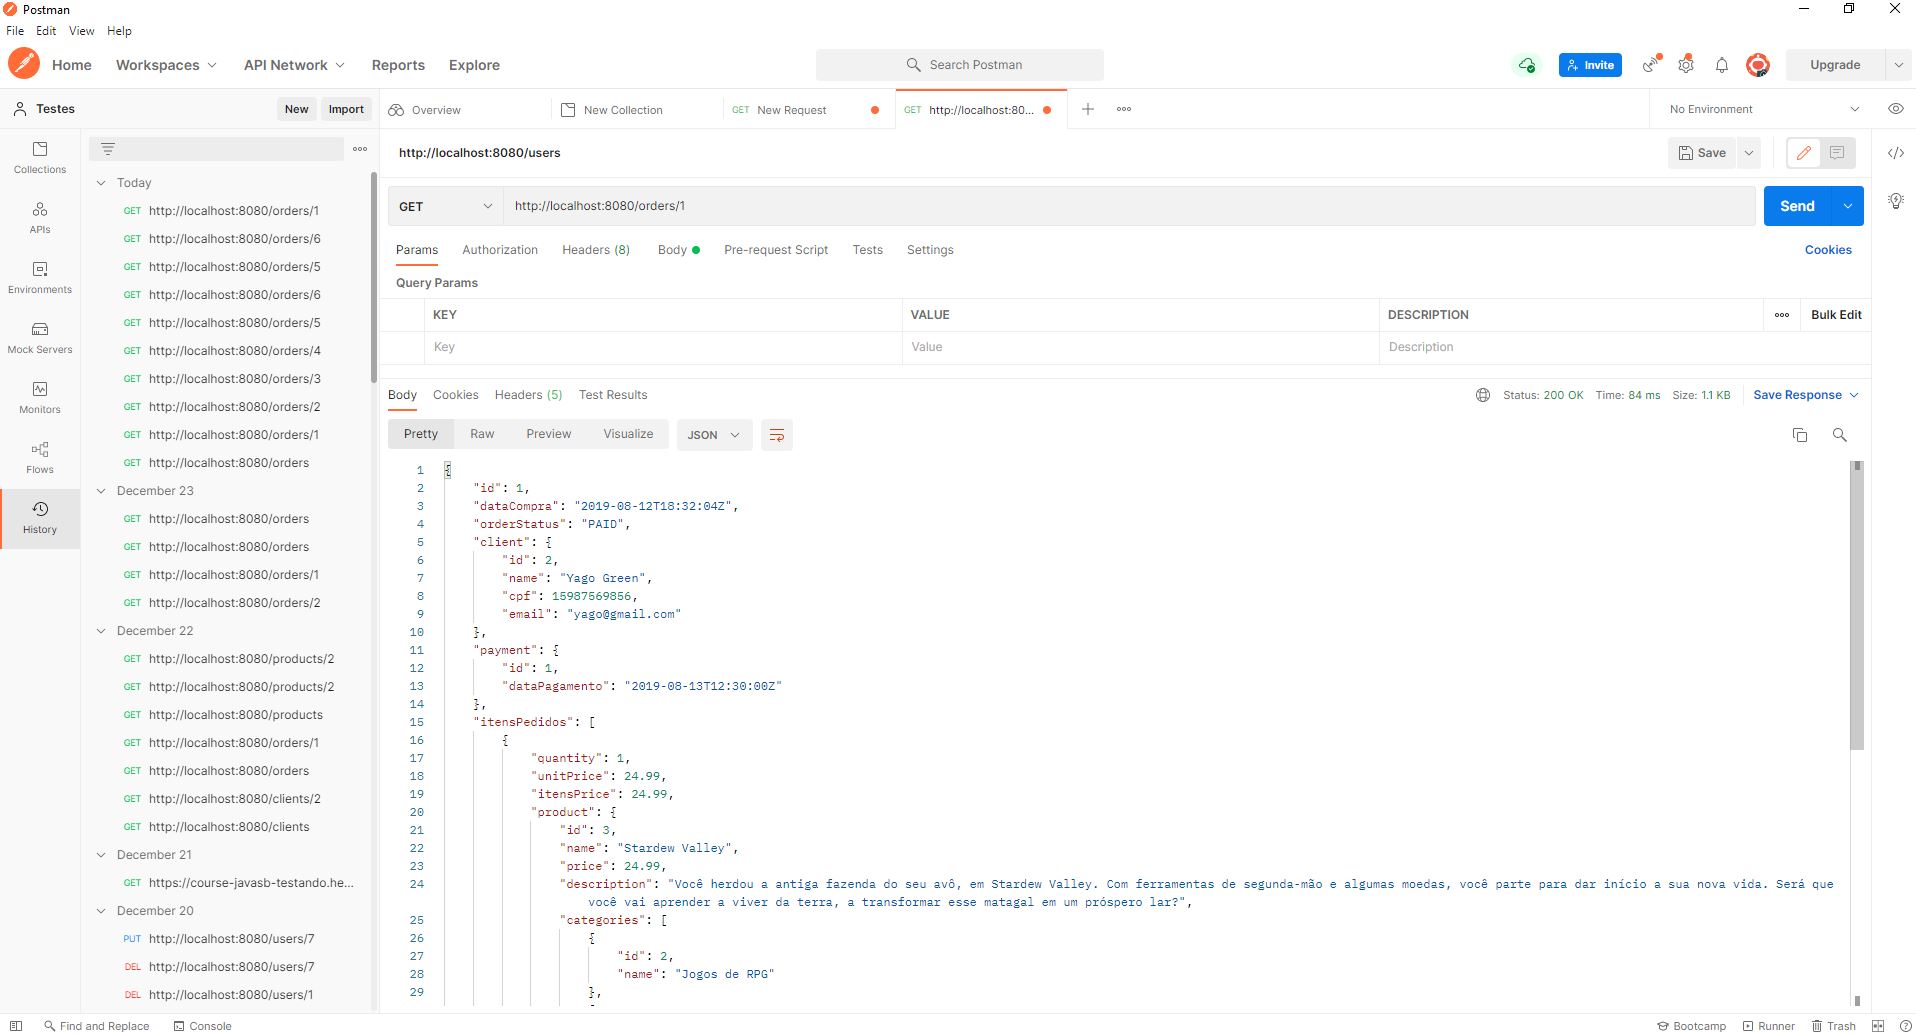 Postman
File Edit View Help
Home Workspaces API Network Reports Explore Search Postman Invite Upgrade
Testes New Import Overview New Collection GET New Request GET http://localhost:80... No Environment
http://localhost:8080/users Save
GET http://localhost:8080/orders/1 Send
Params Authorization Headers (8) Body Pre-request Script Tests Settings Cookies
Query Params
KEY VALUE DESCRIPTION Bulk Edit
Key Value Description
Collections
APIs
Environments
Mock Servers
Monitors
Flows
History
Today
GET http://localhost:8080/orders/1
GET http://localhost:8080/orders/6
GET http://localhost:8080/orders/5
GET http://localhost:8080/orders/6
GET http://localhost:8080/orders/5
GET http://localhost:8080/orders/4
GET http://localhost:8080/orders/3
GET http://localhost:8080/orders/2
GET http://localhost:8080/orders/1
GET http://localhost:8080/orders
December 23
GET http://localhost:8080/orders
GET http://localhost:8080/orders
GET http://localhost:8080/orders/1
GET http://localhost:8080/orders/2
December 22
GET http://localhost:8080/products/2
GET http://localhost:8080/products/2
GET http://localhost:8080/products
GET http://localhost:8080/orders/1
GET http://localhost:8080/orders
GET http://localhost:8080/clients/2
GET http://localhost:8080/clients
December 21
GET https://course-javasb-testando.he...
December 20
PUT http://localhost:8080/users/7
DEL http://localhost:8080/users/7
DEL http://localhost:8080/users/1
Body Cookies Headers (5) Test Results Status: 200 OK Time: 84 ms Size: 1.1 KB Save Response
Pretty Raw Preview Visualize JSON
1 {
2 "id": 1,
3 "dataCompra": "2019-08-12T18:32:04Z",
4 "orderStatus": "PAID",
5 "client": {
6 "id": 2,
7 "name": "Yago Green",
8 "cpf": 15987569856,
9 "email": "yago@gmail.com"
10 },
11 "payment": {
12 "id": 1,
13 "dataPagamento": "2019-08-13T12:30:00Z"
14 },
15 "itensPedidos": [
16 {
17 "quantity": 1,
18 "unitPrice": 24.99,
19 "itensPrice": 24.99,
20 "product": {
21 "id": 3,
22 "name": "Stardew Valley",
23 "price": 24.99,
24 "description": "Você herdou a antiga fazenda do seu avô, em Stardew Valley. Com ferramentas de segunda-mão e algumas moedas, você parte para dar início a sua nova vida. Será que
você vai aprender a viver da terra, a transformar esse matagal em um próspero lar?",
25 "categories": [
26 {
27 "id": 2,
28 "name": "Jogos de RPG"
29 },
Find and Replace Console Bootcamp Runner Trash